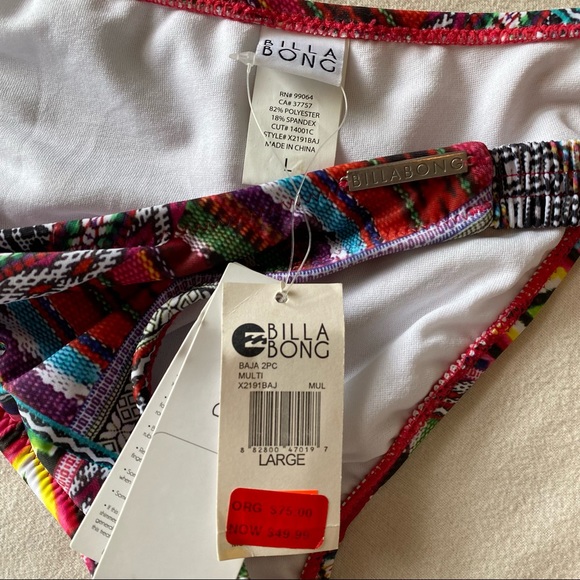 BILLA
BONG
RN# 99064
CA# 37757
82% POLYESTER
18% SPANDEX
CUT# 14001C
STYLE# X2191BAJ
MADE IN CHINA
L
BILLABONG
BILLA
BONG
BAJA 2PC
MULTI
X2191BAJ MUL
8 82800 47019 7
LARGE
ORG $75.00
NOW $49.99